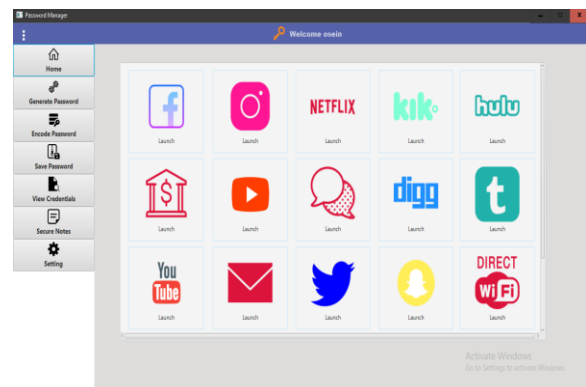 Password Manager
Welcome osein
Home
Generate Password
Encode Password
Save Password
View Credentials
Secure Notes
Setting
NETFLIX
kik
hulu
Launch
Launch
Launch
Launch
Launch
$
digg
t
Launch
Launch
Launch
Launch
Launch
You
Tube
DIRECT
WiFi
Launch
Launch
Launch
Launch
Launch
Activate Windows
Go to Settings to activate Windows.